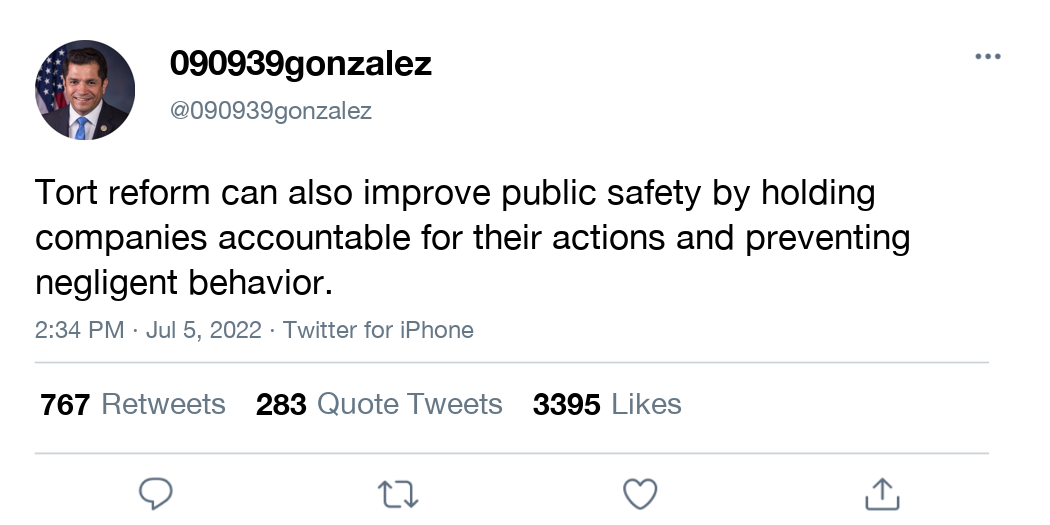 090939gonzalez
@090939gonzalez
Tort reform can also improve public safety by holding
companies accountable for their actions and preventing
negligent behavior.
2:34 PM · Jul 5, 2022 · Twitter for iPhone
767 Retweets 283 Quote Tweets 3395 Likes